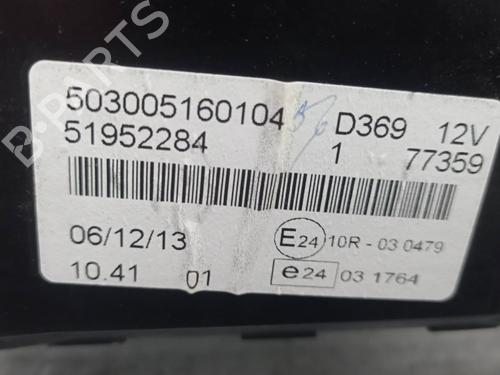 B-PARTS
503005160104 D369 12V
51952284 1 77359
06/12/13 E24 10R - 03 0479
10.41 01 e24 03 1764